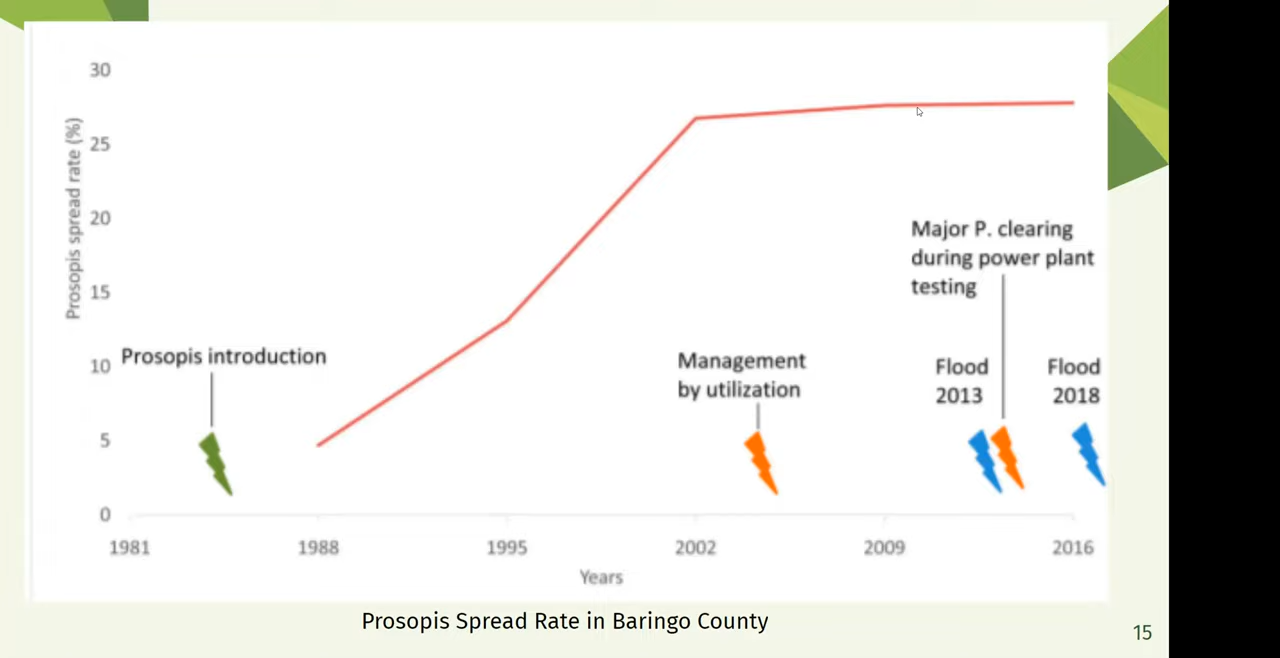 30
25
20
15
10
5
0
Prosopis spread rate (%)
Prosopis introduction
Management
by utilization
Major P. clearing
during power plant
testing
Flood
2013
Flood
2018
1981
1988
1995
2002
2009
2016
Years
Prosopis Spread Rate in Baringo County
15